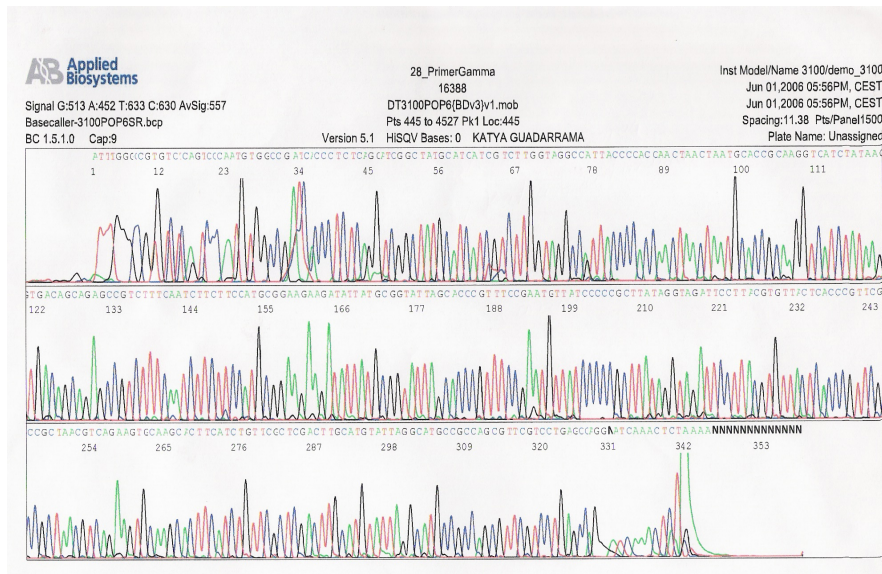 AB Applied
Biosystems
Signal G:513 A:452 T:633 C:630 AvSig:557
Basecaller-3100POP6SR.bcp
BC 1.5.1.0 Cap:9
28_PrimerGamma
16388
DT3100POP6{BDv3}v1.mob
Pts 445 to 4527 Pk1 Loc:445
Version 5.1 HiSQV Bases: 0 KATYA GUADARRAMA
Inst Model/Name 3100/demo_3100
Jun 01,2006 05:56PM, CEST
Jun 01,2006 05:56PM, CEST
Spacing:11.38 Pts/Panel1500
Plate Name: Unassigned
1 12 23 34 45 56 67 78 89 100 111
GTGACAGCAGAGCCGTCTTTCAATCTTCTTCCATGCGGAAGAAGATATTATGCGGTATTAGCACCCGTTTCCGAATGTTATCCCCCGCTTATAGGTAGATTCCTTACGTGTTACTCACCCGTTCG
122 133 144 155 166 177 188 199 210 221 232 243
CCGCTAACGTCAGAAGTGCAAGCACTTCATCTGTTCGCTCGACTTGCATGTATTAGGCATGCCGCCAGCGTTCGTCCTGAGCCAGGNATCAAACTCTAAAANNNNNNNNNNNNN
254 265 276 287 298 309 320 331 342 353